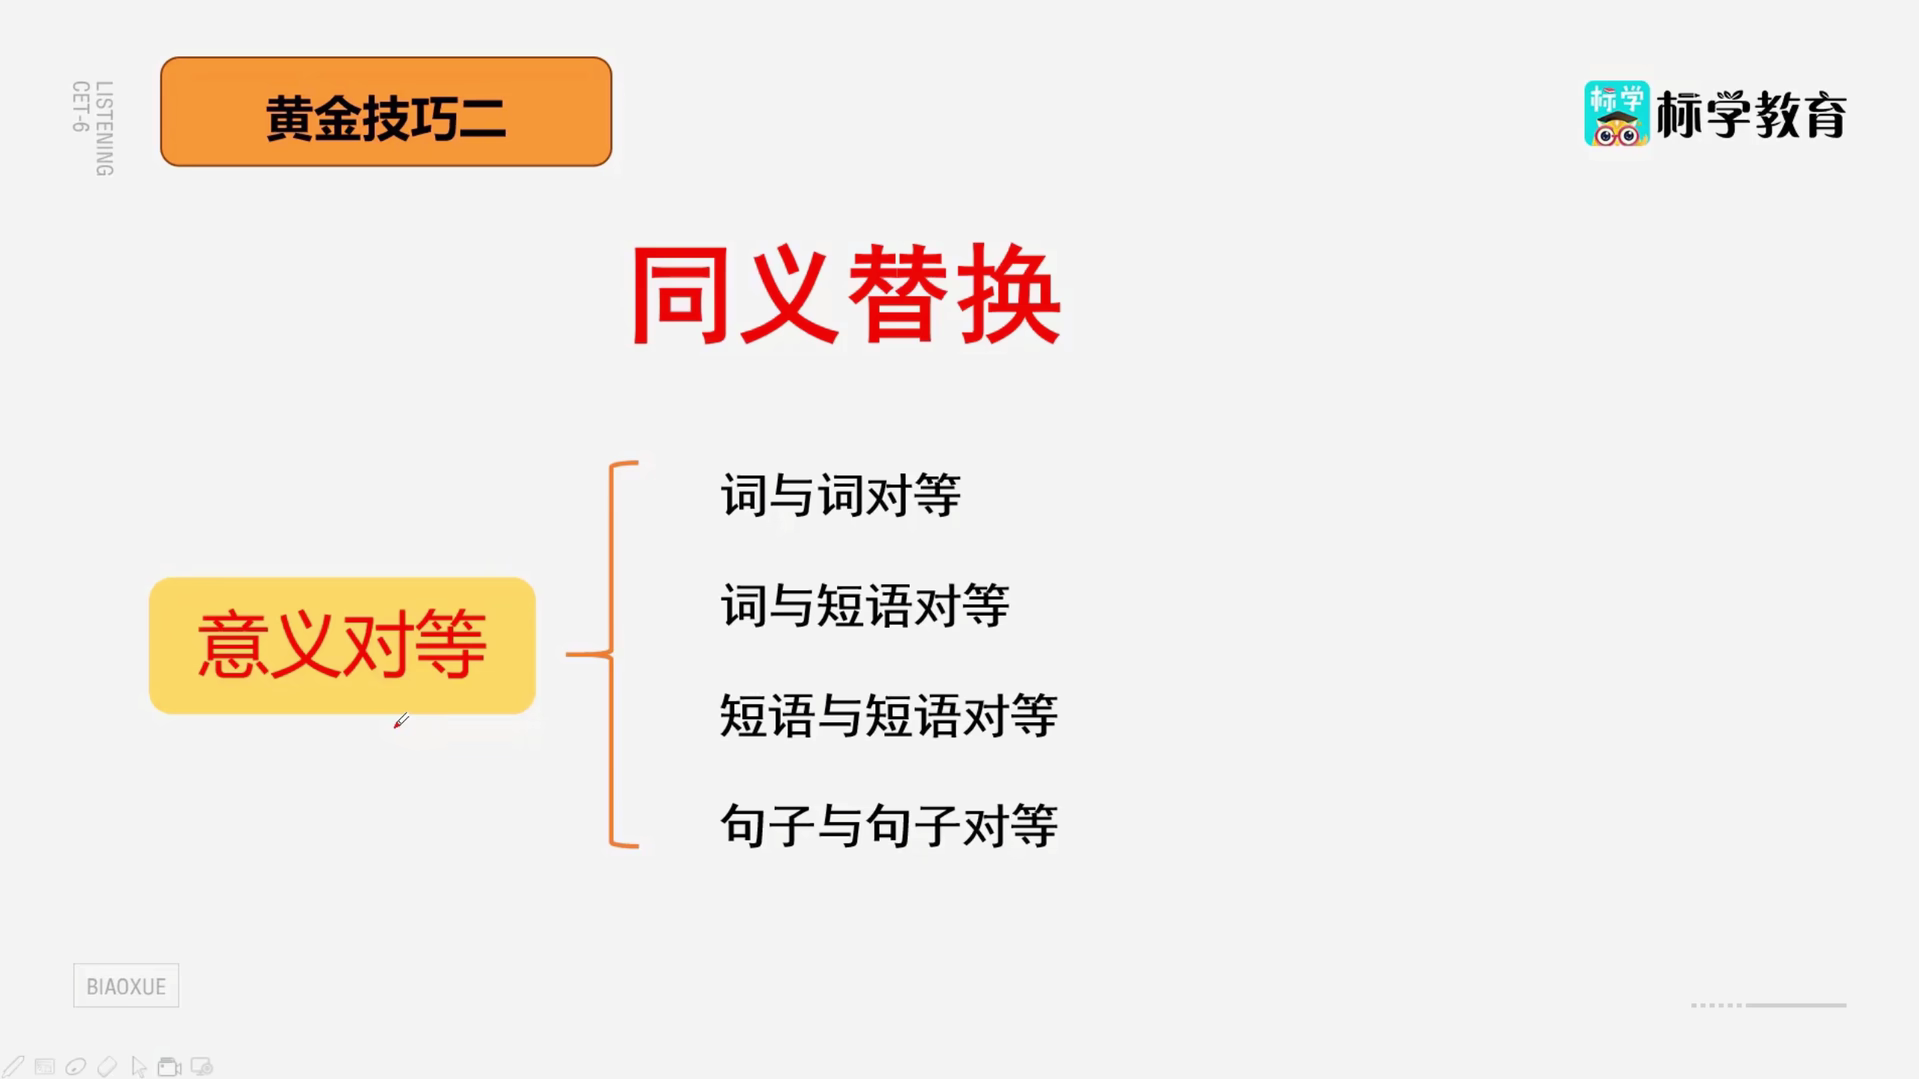 LISTENING
CET-6
黄金技巧二
标学
标学教育
同义替换
词与词对等
词与短语对等
意义对等
短语与短语对等
句子与句子对等
BIAOXUE